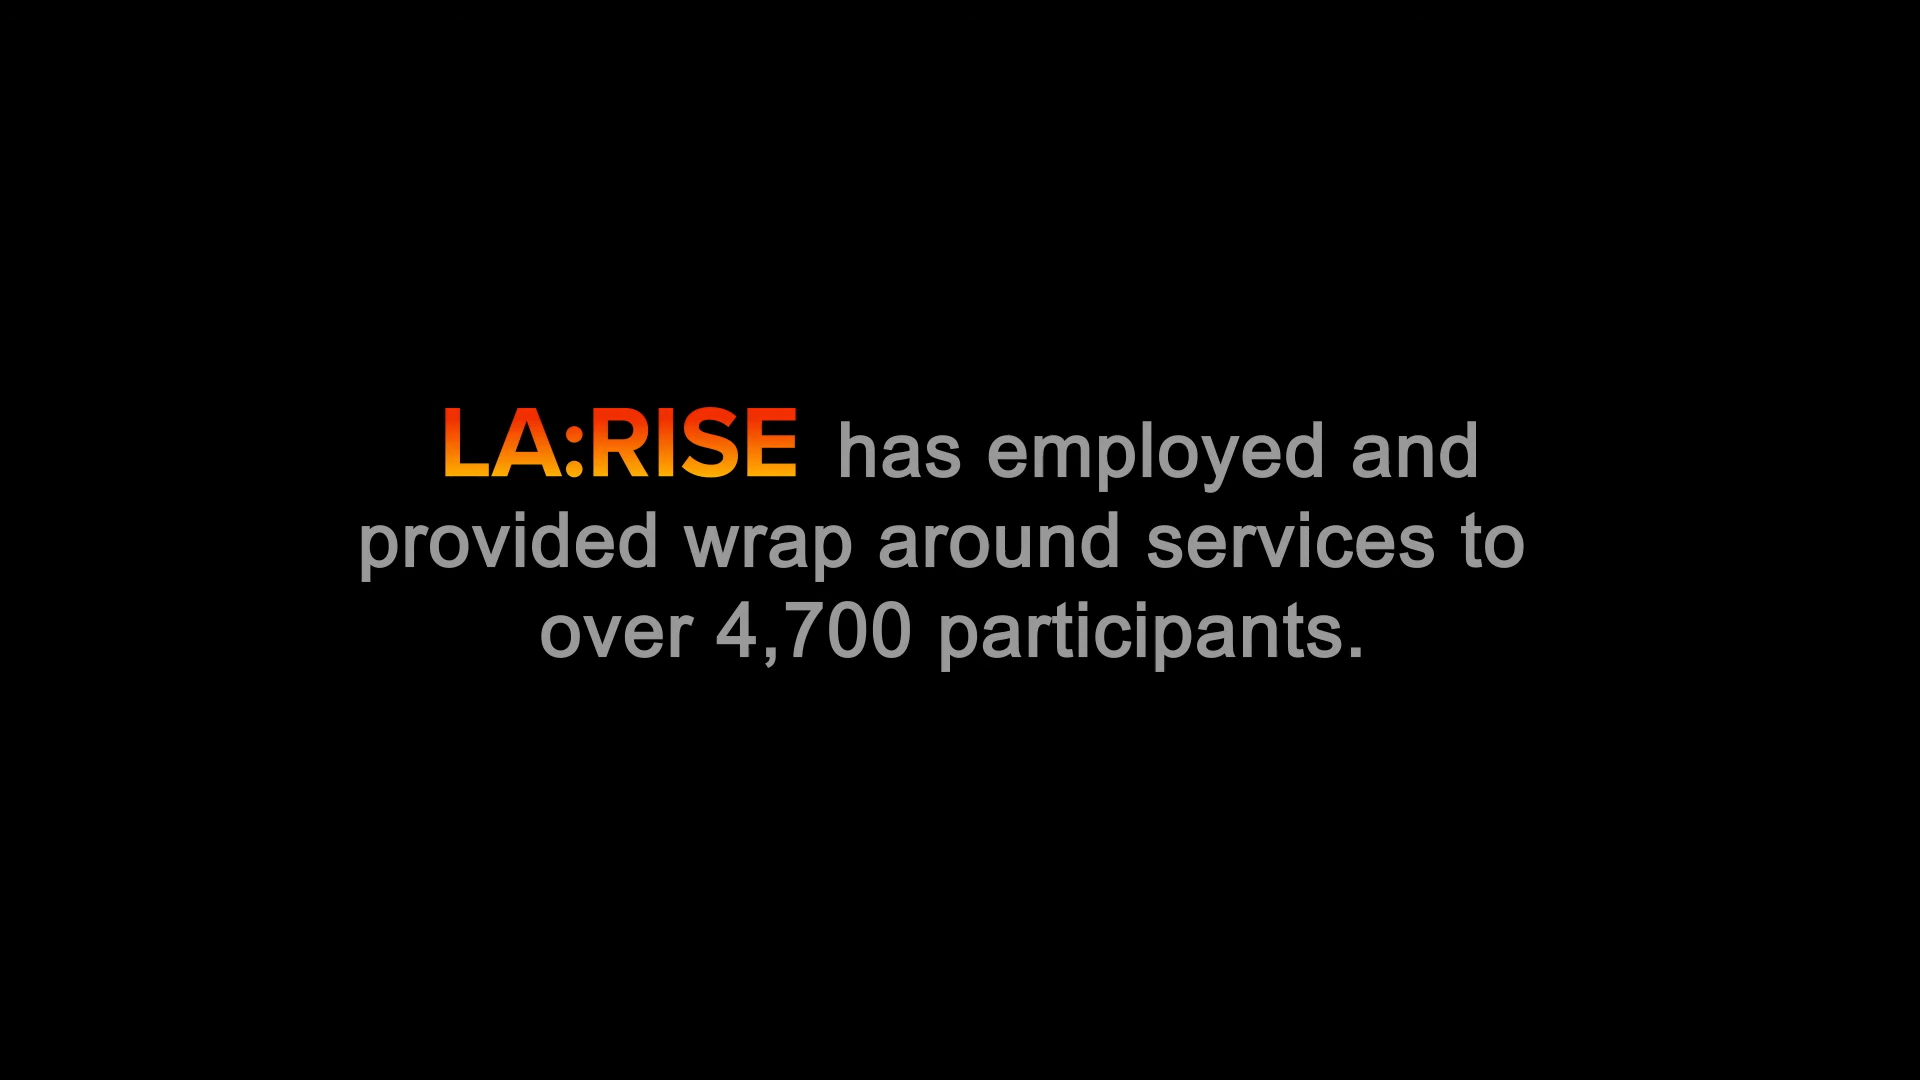 LA:RISE has employed and
provided wrap around services to
over 4,700 participants.